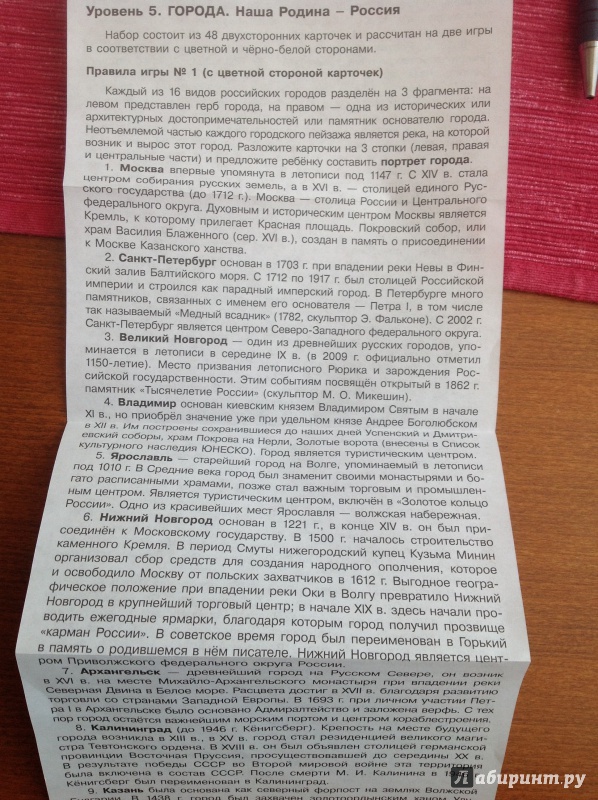 Уровень 5. ГОРОДА. Наша Родина – Россия
Набор состоит из 48 двухсторонних карточек и рассчитан на две игры
в соответствии с цветной и чёрно-белой сторонами.
Правила игры № 1 (с цветной стороной карточек)
Каждый из 16 видов российских городов разделён на 3 фрагмента: на
левом представлен герб города, на правом — одна из исторических или
архитектурных достопримечательностей или памятник основателю города.
Неотъемлемой частью каждого городского пейзажа является река, на которой
возник и вырос этот город. Разложите карточки на 3 стопки (левая, правая
и центральные части) и предложите ребёнку составить портрет города.
1. Москва впервые упомянута в летописи под 1147 г. С XIV в. стала
центром собирания русских земель, а в XVI в. — столицей единого Рус-
ского государства (до 1712 г.). Москва — столица России и Центрального
федерального округа. Духовным и историческим центром Москвы является
Кремль, к которому прилегает Красная площадь. Покровский собор, или
храм Василия Блаженного (сер. XVI в.), создан в память о присоединении
к Москве Казанского ханства.
2. Санкт-Петербург основан в 1703 г. при впадении реки Невы в Фин-
ский залив Балтийского моря. С 1712 по 1917 г. был столицей Российской
империи и строился как парадный имперский город. В Петербурге много
памятников, связанных с именем его основателя — Петра I, в том числе
так называемый «Медный всадник» (1782, скульптор Э. Фальконе). С 2002 г.
Санкт-Петербург является центром Северо-Западного федерального округа.
3. Великий Новгород — один из древнейших русских городов, упо-
минается в летописи в середине IX в. (в 2009 г. официально отметил
1150-летие). Место призвания летописного Рюрика и зарождения Рос-
сийской государственности. Этим событиям посвящён открытый в 1862 г.
памятник «Тысячелетие России» (скульптор М. О. Микешин).
4. Владимир основан киевским князем Владимиром Святым в начале
XI в., но приобрёл значение уже при удельном князе Андрее Боголюбском
в XII в. Им построены сохранившиеся до наших дней Успенский и Дмитри-
евский соборы, храм Покрова на Нерли, Золотые ворота (внесены в Список
культурного наследия ЮНЕСКО). Город является туристическим центром.
5. Ярославль — старейший город на Волге, упоминаемый в летописи
под 1010 г. В Средние века город был знаменит своими монастырями и бо-
гато расписанными храмами, позже стал важным торговым и промышлен-
ным центром. Является туристическим центром, включён в «Золотое кольцо
России». Одно из красивейших мест Ярославля — волжская набережная.
6. Нижний Новгород основан в 1221 г., в конце XIV в. он был при-
соединён к Московскому государству. В 1500 г. началось строительство
каменного Кремля. В период Смуты нижегородский купец Кузьма Минин
организовал сбор средств для создания народного ополчения, которое
и освободило Москву от польских захватчиков в 1612 г. Выгодное геогра-
фическое положение при впадении реки Оки в Волгу превратило Нижний
Новгород в крупнейший торговый центр; в начале XIX в. здесь начали про-
водить ежегодные ярмарки, благодаря которым город получил прозвище
«карман России». В советское время город был переименован в Горький
в память о родившемся в нём писателе. Нижний Новгород является цент-
ром Приволжского федерального округа России.
7. Архангельск — древнейший город на Русском Севере, он возник
в XVI в. на месте Михайло-Архангельского монастыря при впадении реки
Северная Двина в Белое море. Расцвета достиг в XVII в. благодаря развитию
торговли со странами Западной Европы. В 1693 г. при личном участии Пет-
ра I в Архангельске было основано Адмиралтейство и заложена верфь. С тех
пор город остаётся важнейшим морским портом и центром кораблестроения.
8. Калининград (до 1946 г. Кёнигсберг). Крепость на месте будущего
города возникла в XIII в., в XV в. город стал резиденцией великого маги-
стра Тевтонского ордена. В XVIII в. он был объявлен столицей германской
провинции Восточная Пруссия, просуществовавшей до середины XX в.
В результате победы СССР во Второй мировой войне эта территория
была включена в состав СССР. После смерти М. И. Калинина в
Кёнигсберг был переименован в Калининград.
9. Казань была основана как северный форпост на землях Волжской
Булгарии. В 1438 г. был захвачен золотоордынским ханом
Лабиринт.ру